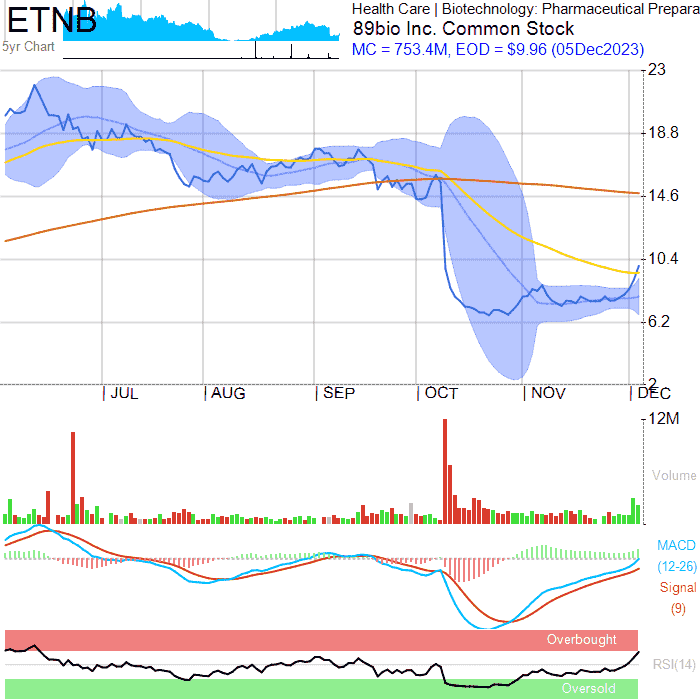 ETNB
5yr Chart
Health Care | Biotechnology: Pharmaceutical Prepara
89bio Inc. Common Stock
MC = 753.4M, EOD = $9.96 (05Dec2023)
23
18.8
14.6
10.4
6.2
2
JUL
AUG
SEP
OCT
NOV
DEC
12M
Volume
MACD
(12-26)
Signal
(9)
Overbought
RSI(14)
Oversold